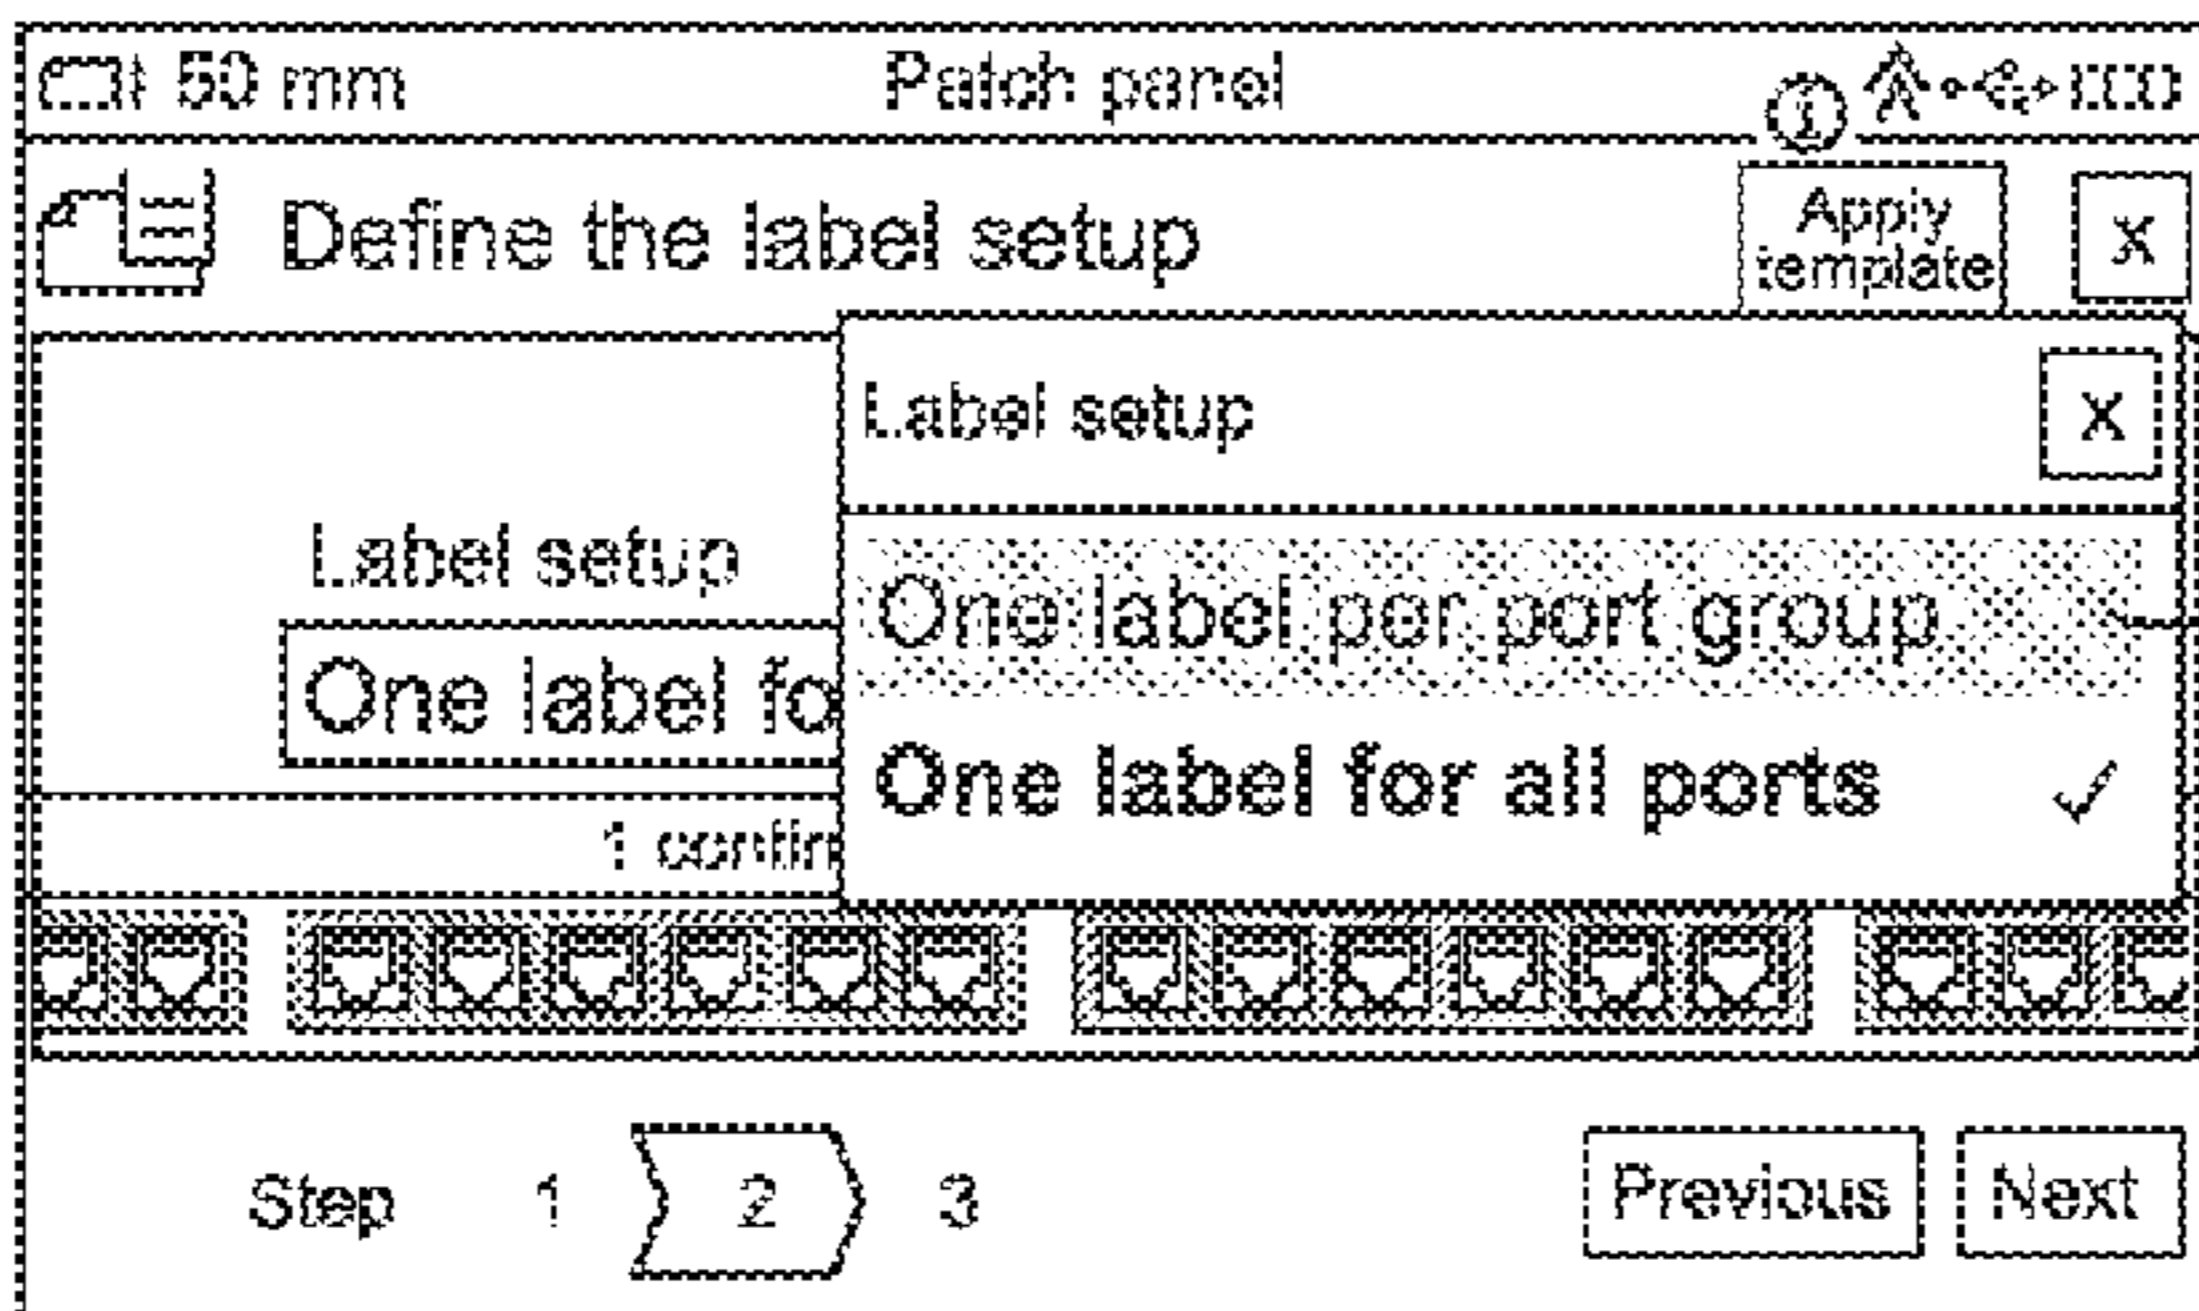 50 mm Patch panel
Define the label setup
Apply
template
X
Label setup
X
Label setup
One label per port group
One label fo
One label for all ports
1 contin
Step 1 2 3 Previous Next